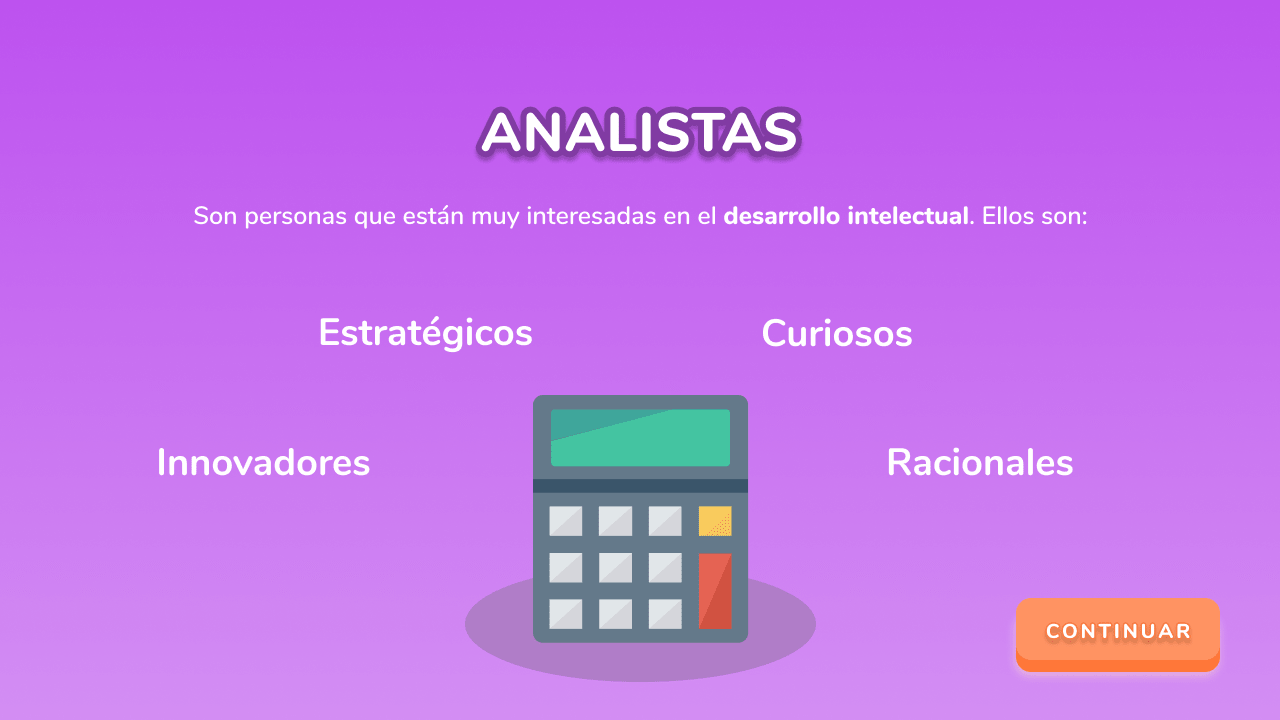 ANALISTAS
Son personas que están muy interesadas en el desarrollo intelectual. Ellos son:
Estratégicos
Curiosos
Innovadores
Racionales
CONTINUAR